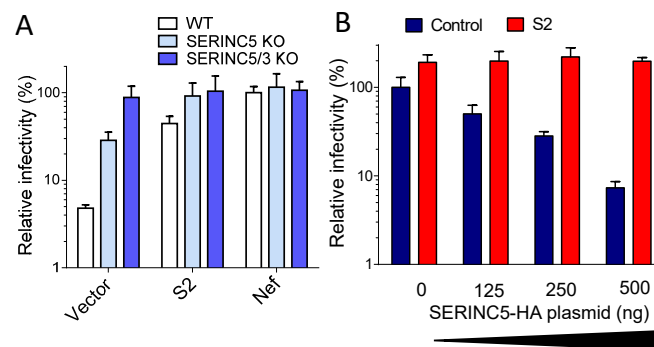 A
WT
SERINC5 KO
SERINC5/3 KO
Relative infectivity (%)
100
10
1
Vector
S2
Nef
B
Control
S2
Relative infectivity (%)
100
10
1
0
125
250
500
SERINC5-HA plasmid (ng)